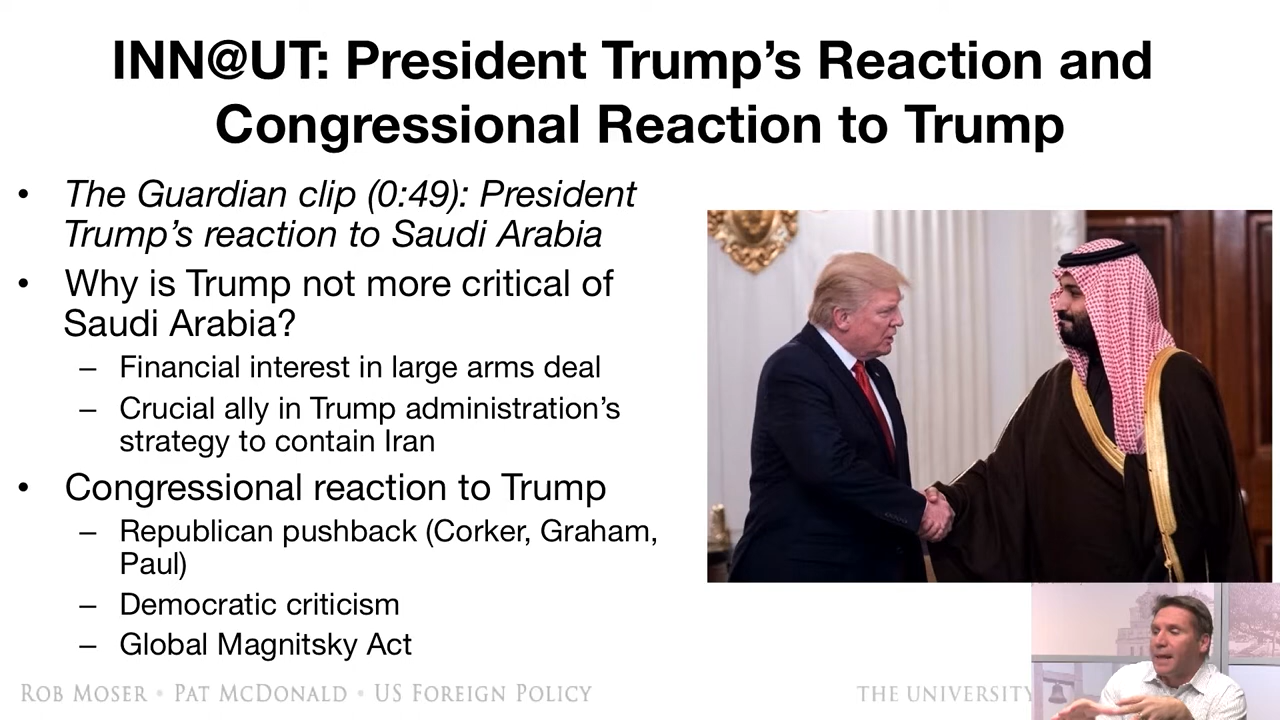 INN@UT: President Trump’s Reaction and
Congressional Reaction to Trump
• The Guardian clip (0:49): President
Trump’s reaction to Saudi Arabia
• Why is Trump not more critical of
Saudi Arabia?
– Financial interest in large arms deal
– Crucial ally in Trump administration’s
strategy to contain Iran
• Congressional reaction to Trump
– Republican pushback (Corker, Graham,
Paul)
– Democratic criticism
– Global Magnitsky Act
ROB MOSER • PAT MCDONALD • US FOREIGN POLICY
THE UNIVERSITY